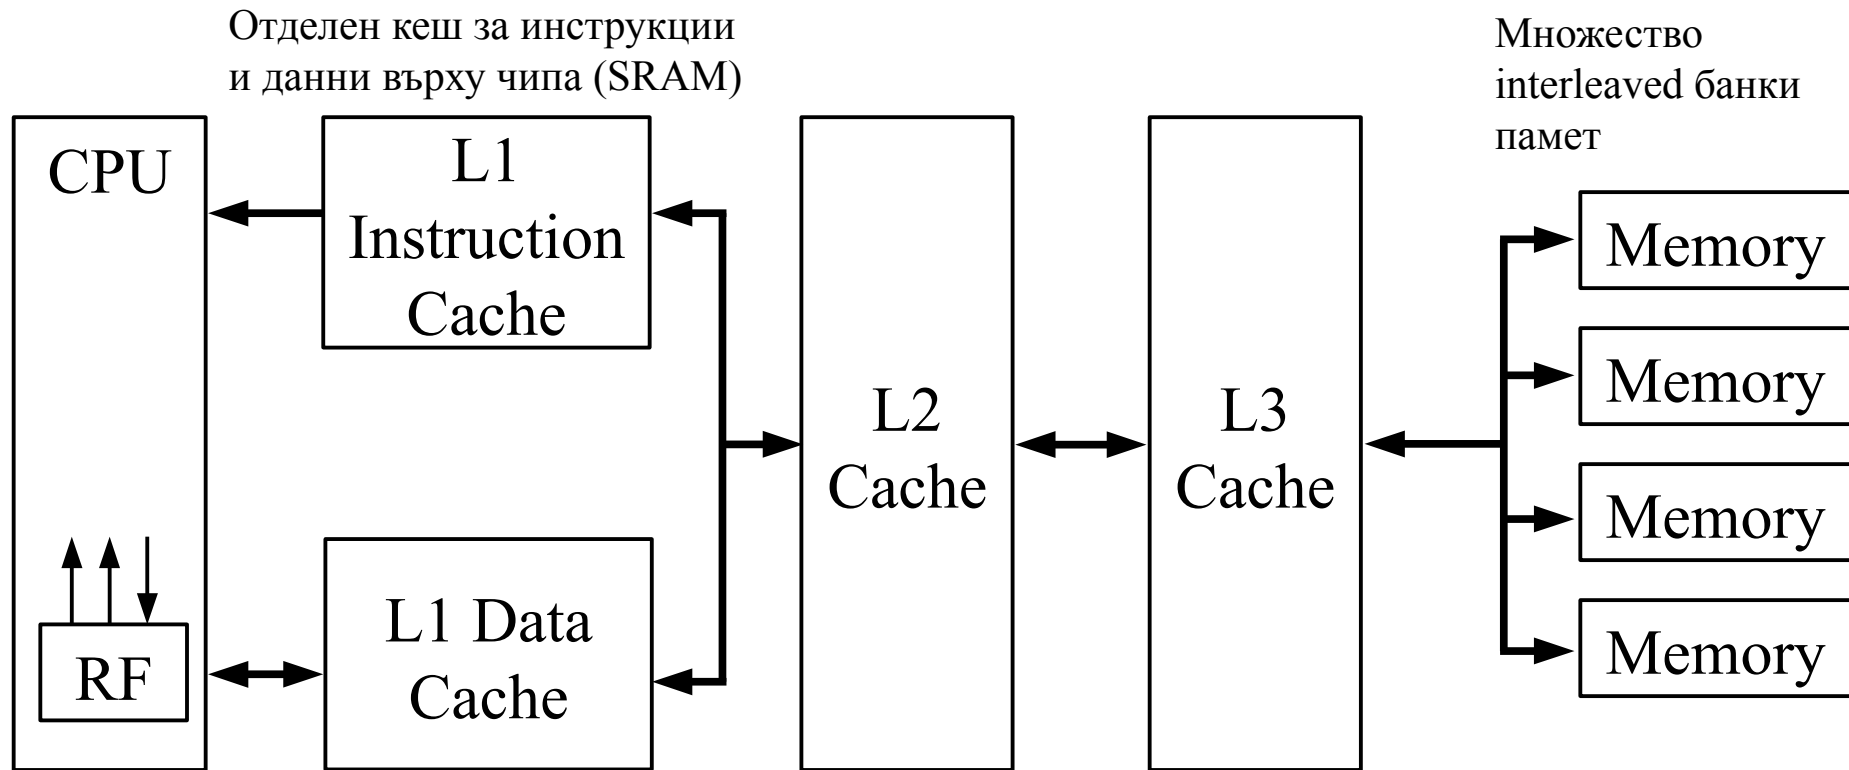 Отделен кеш за инструкции
и данни върху чипа (SRAM)
Множество
interleaved банки
памет
CPU
RF
L1
Instruction
Cache
L1 Data
Cache
L2
Cache
L3
Cache
Memory
Memory
Memory
Memory